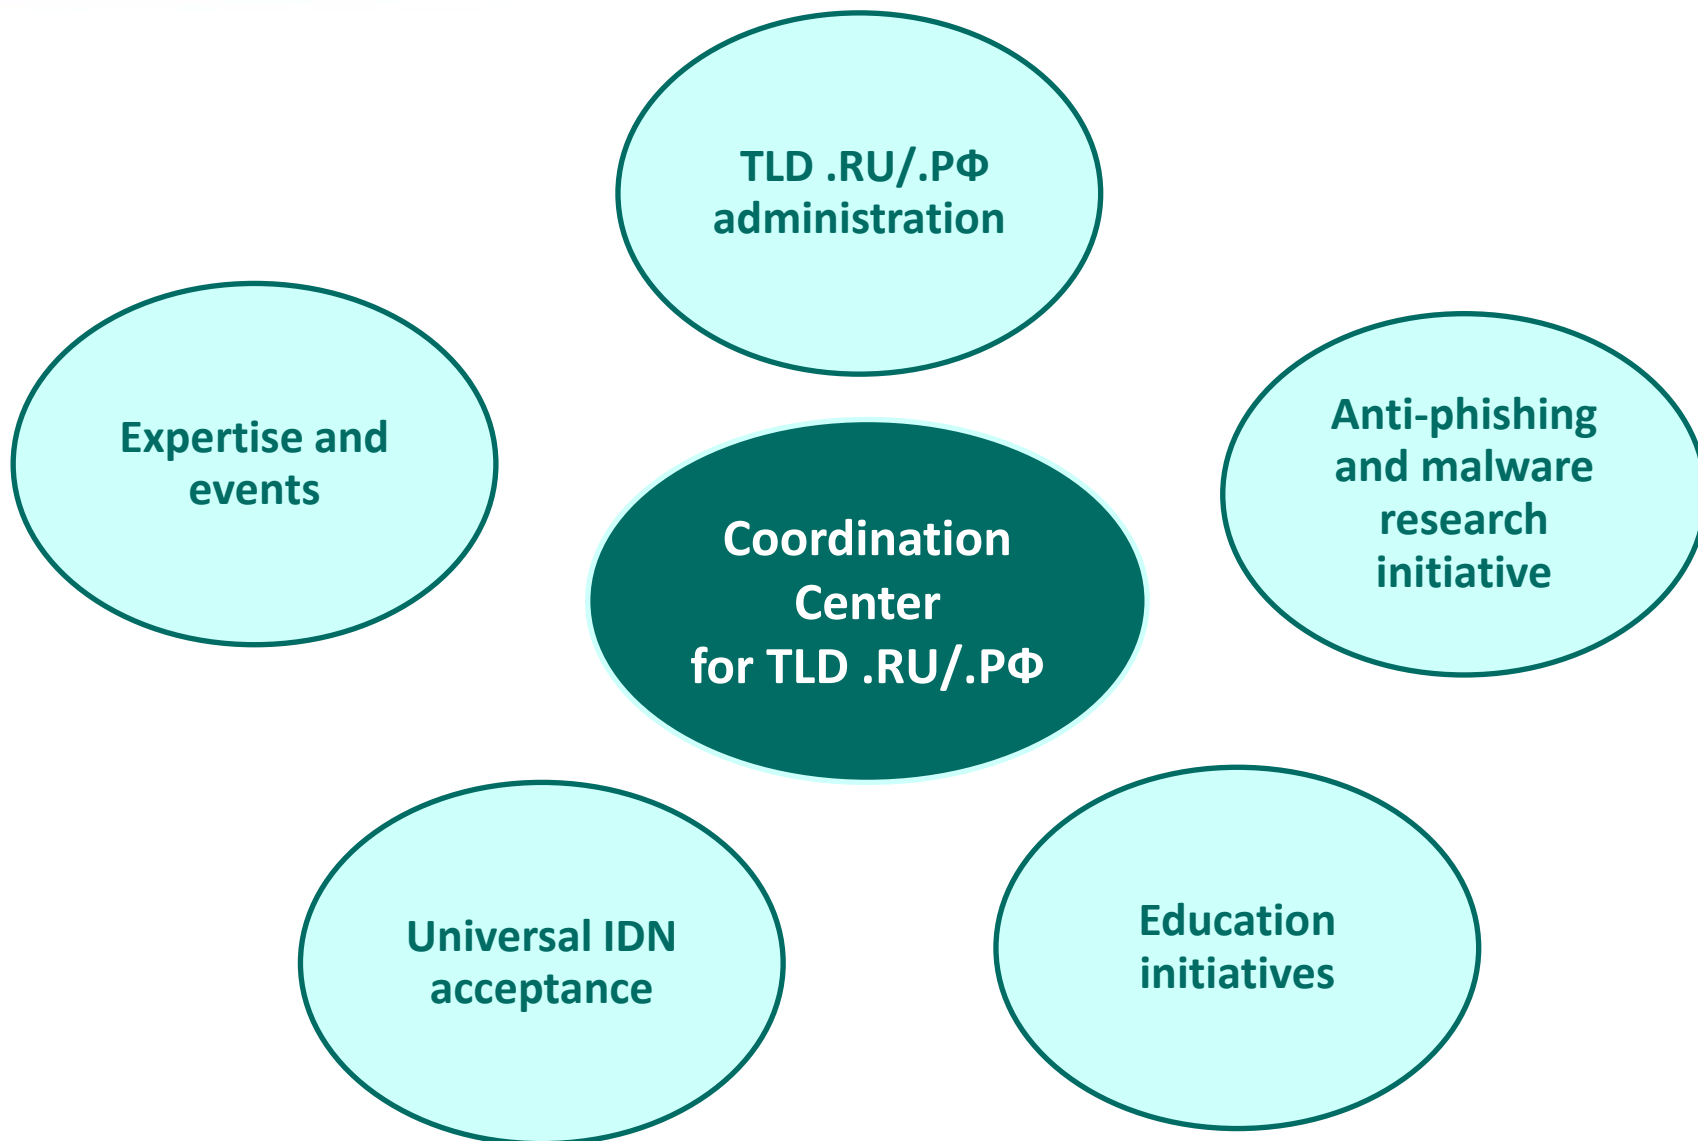 TLD .RU/.РФ
administration
Expertise and
events
Anti-phishing
and malware
research
initiative
Coordination
Center
for TLD .RU/.РФ
Universal IDN
acceptance
Education
initiatives